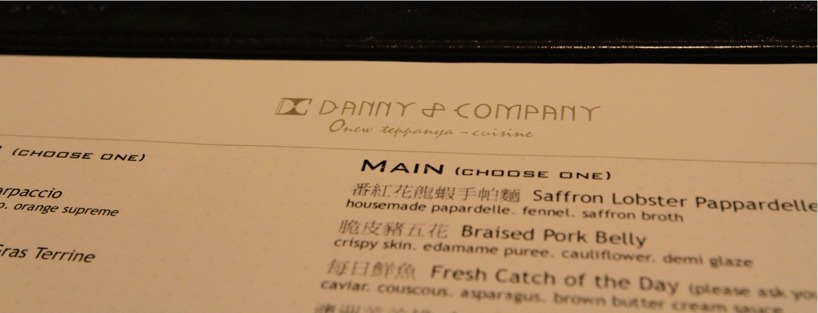 DANNY & COMPANY
Onew teppanya - cuisine
(CHOOSE ONE)
orange supreme
Terrine
MAIN (CHOOSE ONE)
番紅花龍蝦手帕麵 Saffron Lobster Pappardelle
housemade papardelle. fennel. saffron broth
脆皮豬五花 Braised Pork Belly
crispy skin. edamame puree. cauliflower. demi glaze
每日鮮魚 Fresh Catch of the Day (please ask
caviar. couscous. asparagus. brown butter cream sauce